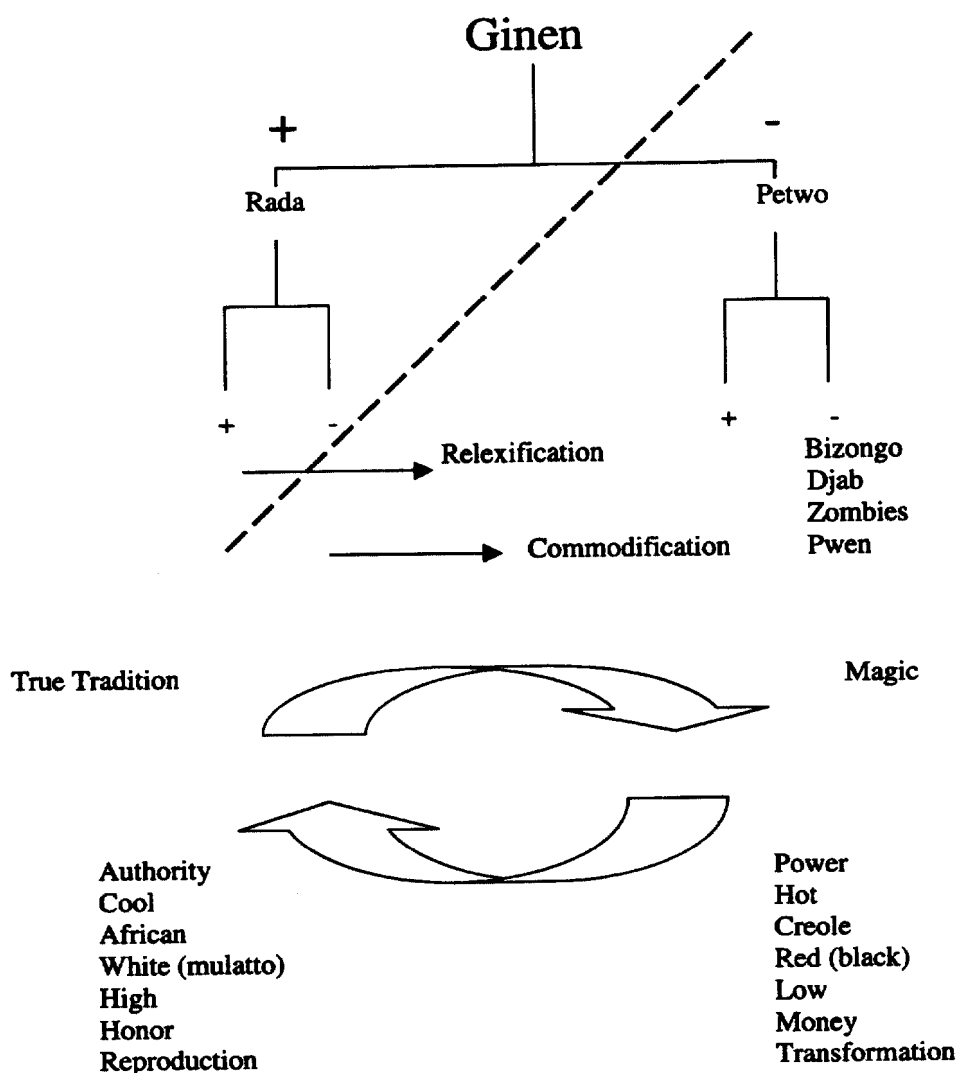 Ginen
+ -
Rada
Petwo
+ - + -
Relexification
Commodification
Bizongo
Djab
Zombies
Pwen
True Tradition
Magic
Authority
Cool
African
White (mulatto)
High
Honor
Reproduction
Power
Hot
Creole
Red (black)
Low
Money
Transformation